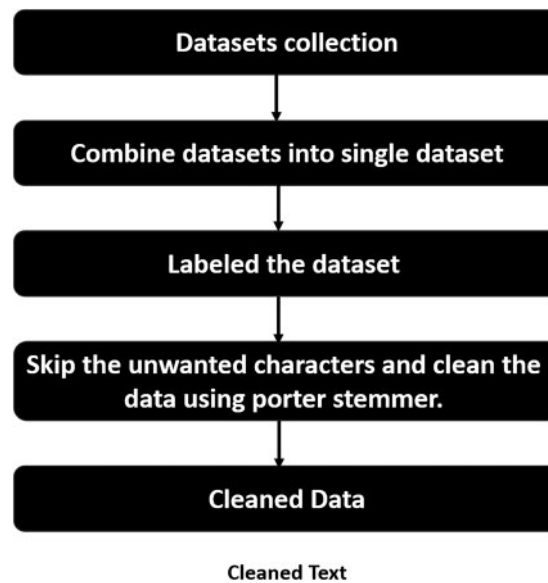 Datasets collection
Combine datasets into single dataset
Labeled the dataset
Skip the unwanted characters and clean the
data using porter stemmer.
Cleaned Data
Cleaned Text